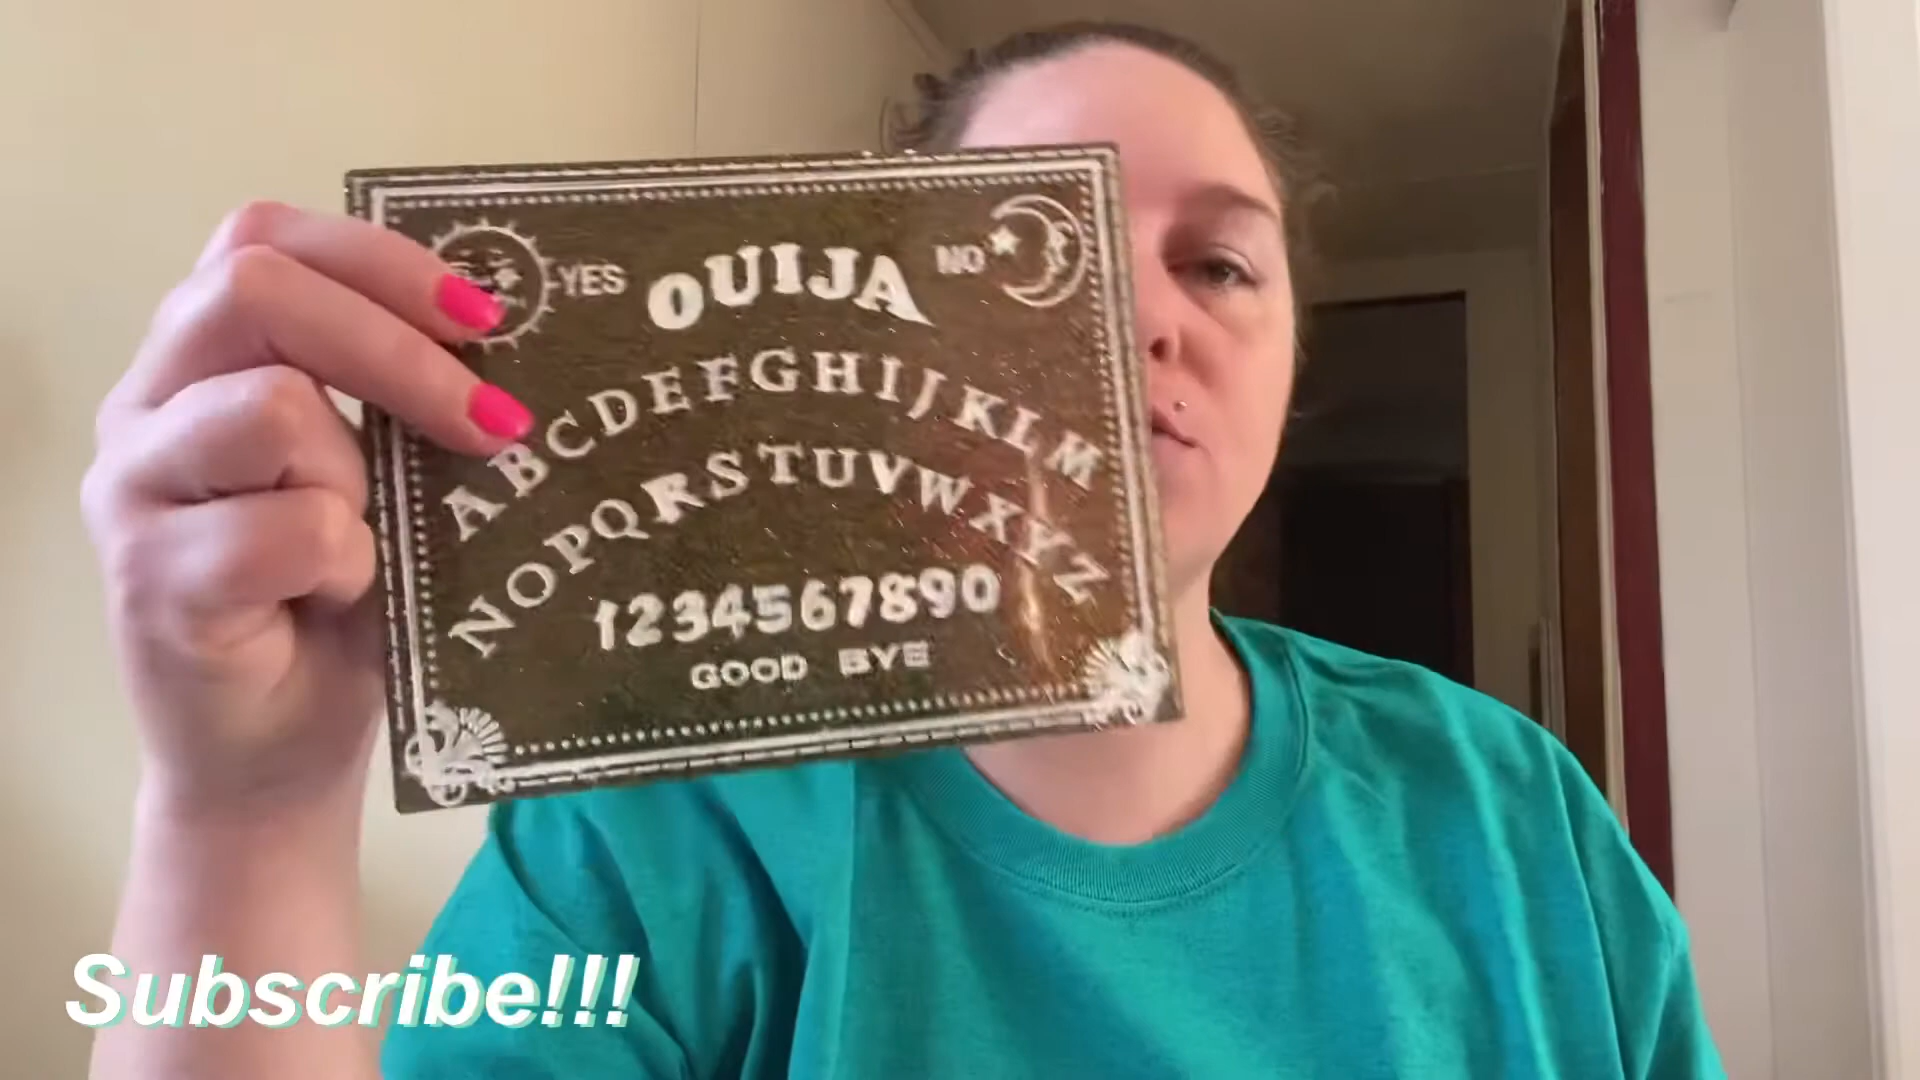 YES OUIJA NO
ABCDEFGHIJKLM
NOPQRSTUVWXYZ
1234567890
GOOD BYE
Subscribe!!!